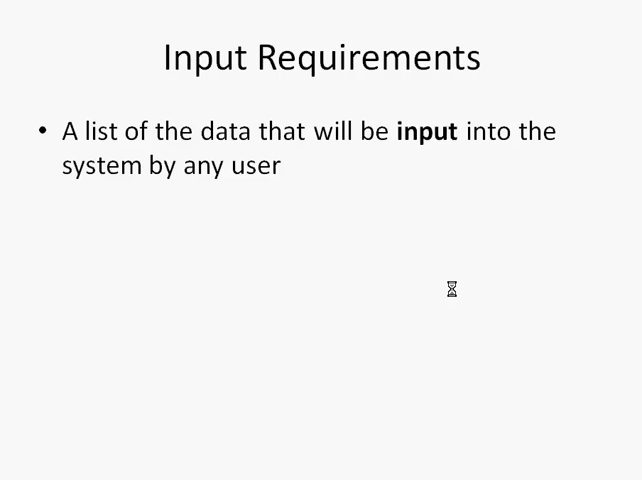 Input Requirements
• A list of the data that will be input into the
system by any user